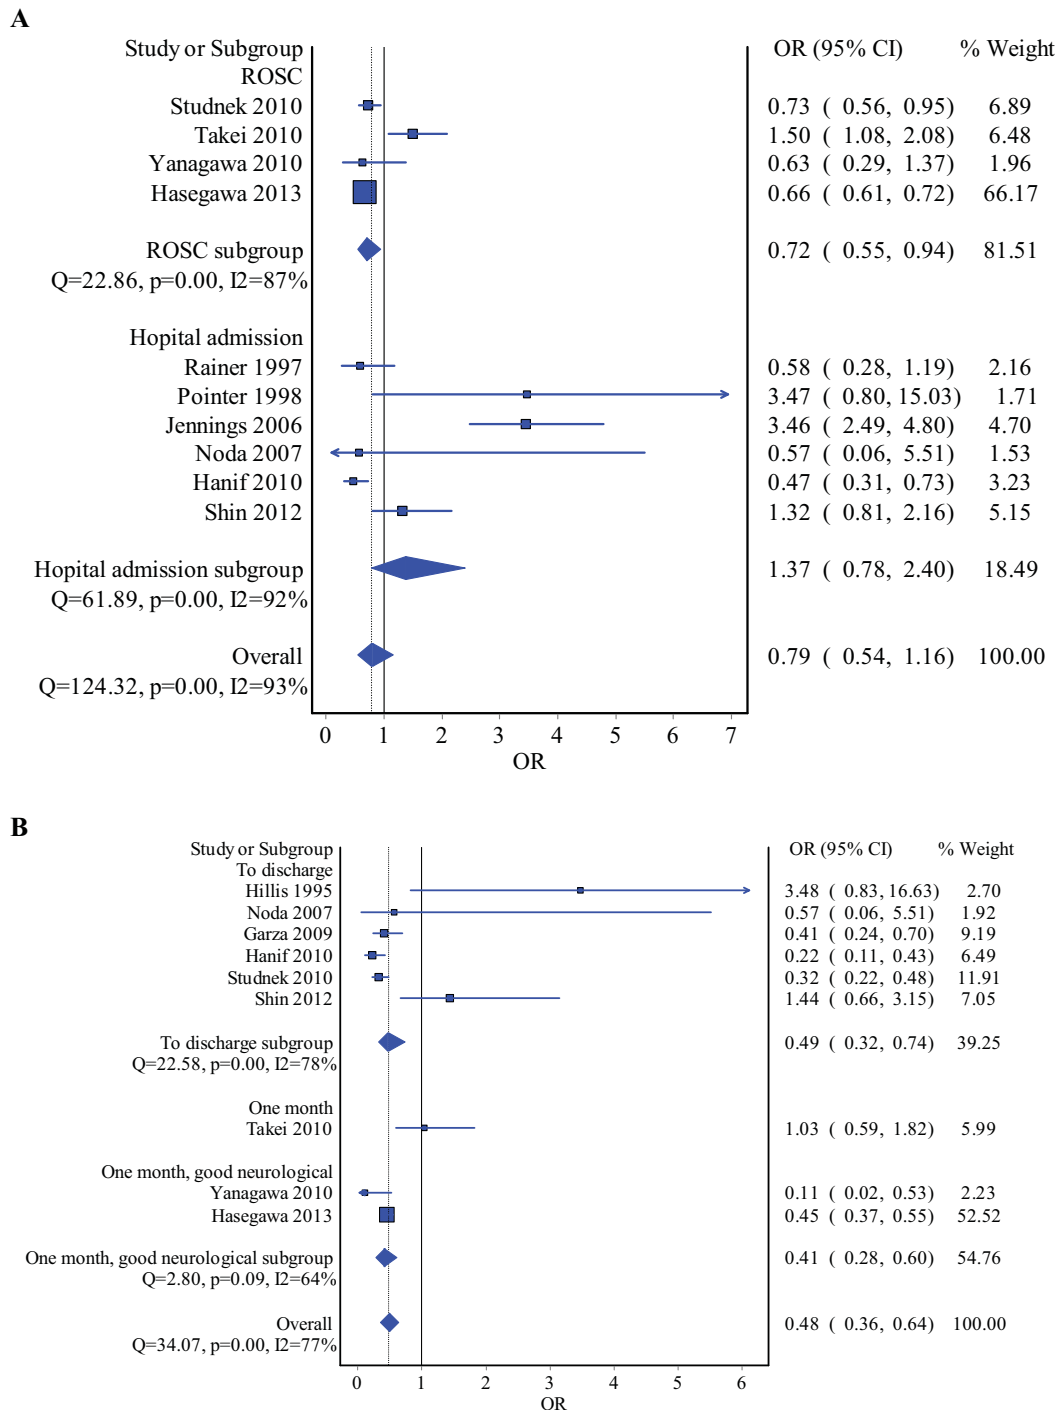 A
Study or Subgroup OR (95% CI) % Weight
ROSC
Studnek 2010 0.73 ( 0.56, 0.95) 6.89
Takei 2010 1.50 ( 1.08, 2.08) 6.48
Yanagawa 2010 0.63 ( 0.29, 1.37) 1.96
Hasegawa 2013 0.66 ( 0.61, 0.72) 66.17
ROSC subgroup 0.72 ( 0.55, 0.94) 81.51
Q=22.86, p=0.00, I2=87%
Hopital admission
Rainer 1997 0.58 ( 0.28, 1.19) 2.16
Pointer 1998 3.47 ( 0.80, 15.03) 1.71
Jennings 2006 3.46 ( 2.49, 4.80) 4.70
Noda 2007 0.57 ( 0.06, 5.51) 1.53
Hanif 2010 0.47 ( 0.31, 0.73) 3.23
Shin 2012 1.32 ( 0.81, 2.16) 5.15
Hopital admission subgroup 1.37 ( 0.78, 2.40) 18.49
Q=61.89, p=0.00, I2=92%
Overall 0.79 ( 0.54, 1.16) 100.00
Q=124.32, p=0.00, I2=93%
0 1 2 3 4 5 6 7
OR
B
Study or Subgroup OR (95% CI) % Weight
To discharge
Hillis 1995 3.48 ( 0.83, 16.63) 2.70
Noda 2007 0.57 ( 0.06, 5.51) 1.92
Garza 2009 0.41 ( 0.24, 0.70) 9.19
Hanif 2010 0.22 ( 0.11, 0.43) 6.49
Studnek 2010 0.32 ( 0.22, 0.48) 11.91
Shin 2012 1.44 ( 0.66, 3.15) 7.05
To discharge subgroup 0.49 ( 0.32, 0.74) 39.25
Q=22.58, p=0.00, I2=78%
One month
Takei 2010 1.03 ( 0.59, 1.82) 5.99
One month, good neurological
Yanagawa 2010 0.11 ( 0.02, 0.53) 2.23
Hasegawa 2013 0.45 ( 0.37, 0.55) 52.52
One month, good neurological subgroup 0.41 ( 0.28, 0.60) 54.76
Q=2.80, p=0.09, I2=64%
Overall 0.48 ( 0.36, 0.64) 100.00
Q=34.07, p=0.00, I2=77%
0 1 2 3 4 5 6
OR